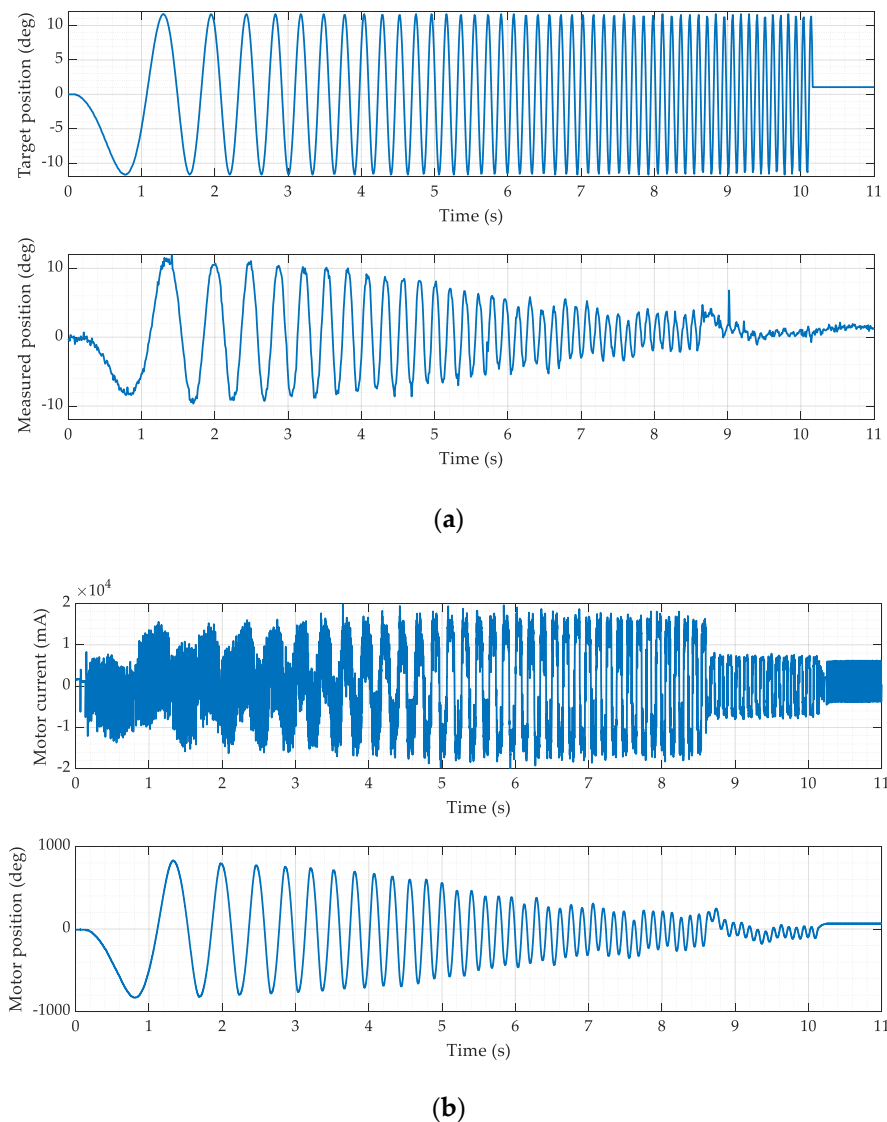 Target position (deg)
10
5
0
-5
-10
0 1 2 3 4 5 6 7 8 9 10 11
Time (s)
Measured position (deg)
10
0
-10
0 1 2 3 4 5 6 7 8 9 10 11
Time (s)
(a)
×10⁴
Motor current (mA)
2
1
0
-1
-2
0 1 2 3 4 5 6 7 8 9 10 11
Time (s)
Motor position (deg)
1000
0
-1000
0 1 2 3 4 5 6 7 8 9 10 11
Time (s)
(b)